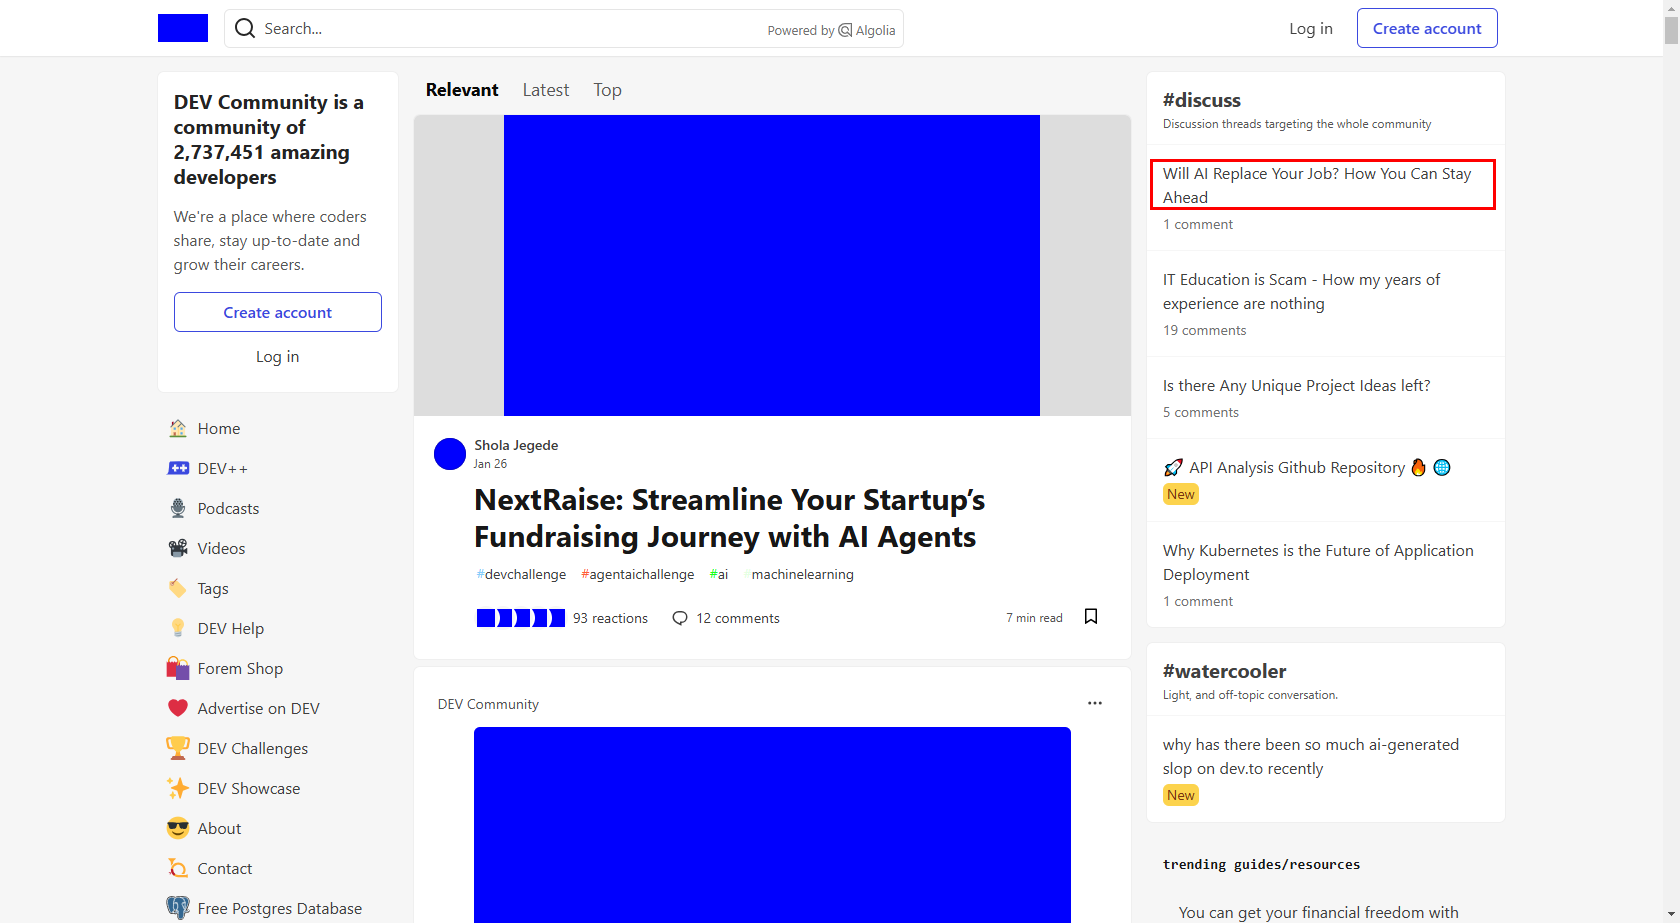 Search...
Powered by Algolia
Log in
Create account
DEV Community is a
community of
2,737,451 amazing
developers
We're a place where coders
share, stay up-to-date and
grow their careers.
Create account
Log in
Home
DEV++
Podcasts
Videos
Tags
DEV Help
Forem Shop
Advertise on DEV
DEV Challenges
DEV Showcase
About
Contact
Free Postgres Database
Relevant
Latest
Top
Shola Jegede
Jan 26
NextRaise: Streamline Your Startup’s
Fundraising Journey with AI Agents
#devchallenge #agentaichallenge #ai machinelearning
93 reactions
12 comments
7 min read
DEV Community
#discuss
Discussion threads targeting the whole community
Will AI Replace Your Job? How You Can Stay
Ahead
1 comment
IT Education is Scam - How my years of
experience are nothing
19 comments
Is there Any Unique Project Ideas left?
5 comments
🚀 API Analysis Github Repository 🔥 🌐
New
Why Kubernetes is the Future of Application
Deployment
1 comment
#watercooler
Light, and off-topic conversation.
why has there been so much ai-generated
slop on dev.to recently
New
trending guides/resources
You can get your financial freedom with